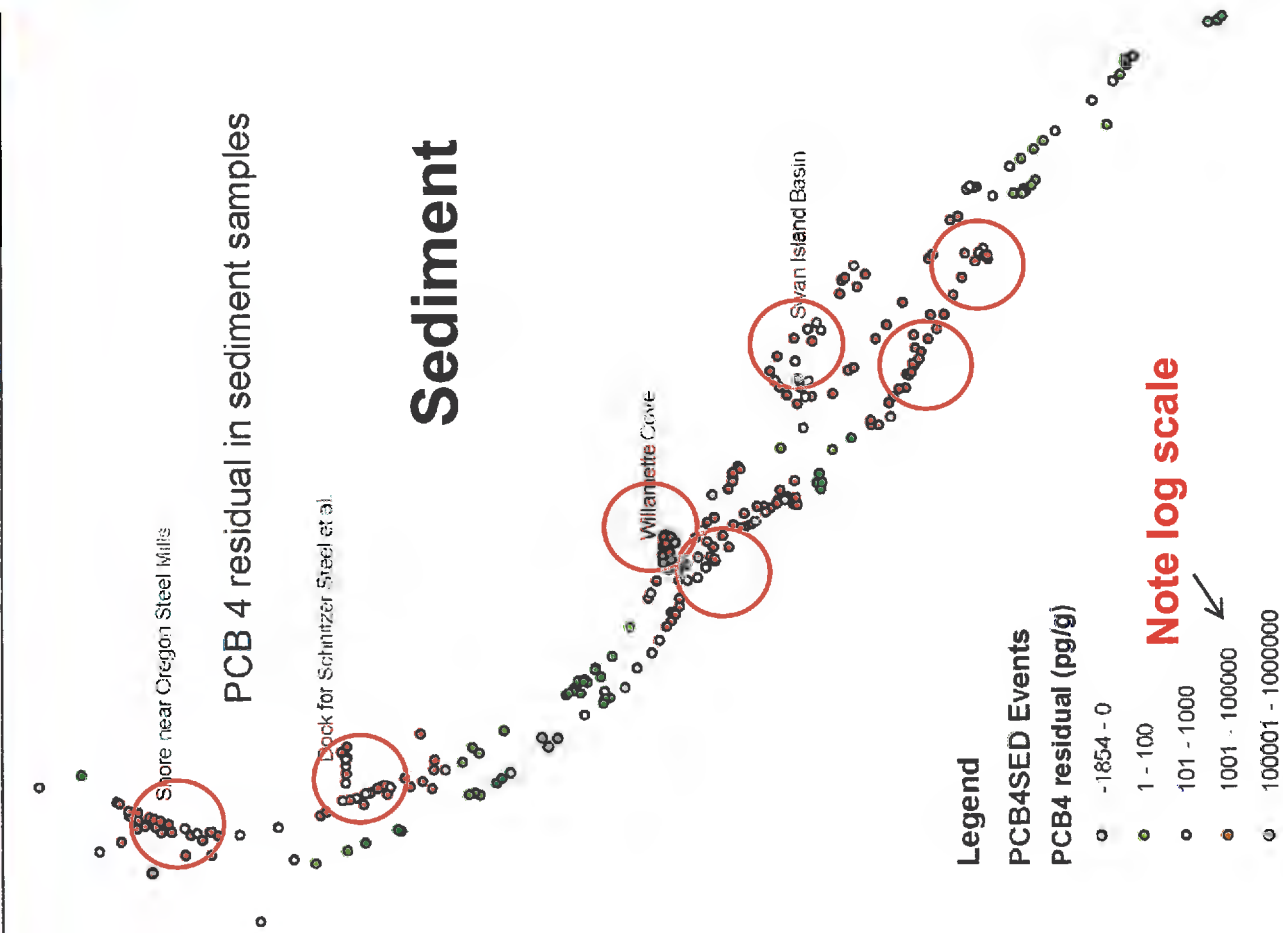 PCB 4 residual in sediment samples
Sediment
Shore near Oregon Steel Mills
Dock for Schnitzer Steel et al.
Willamette Cove
Swan Island Basin
Legend
PCB4SED Events
PCB4 residual (pg/g)
-1854 - 0
1 - 100
101 - 1000
1001 - 100000
100001 - 1000000
Note log scale